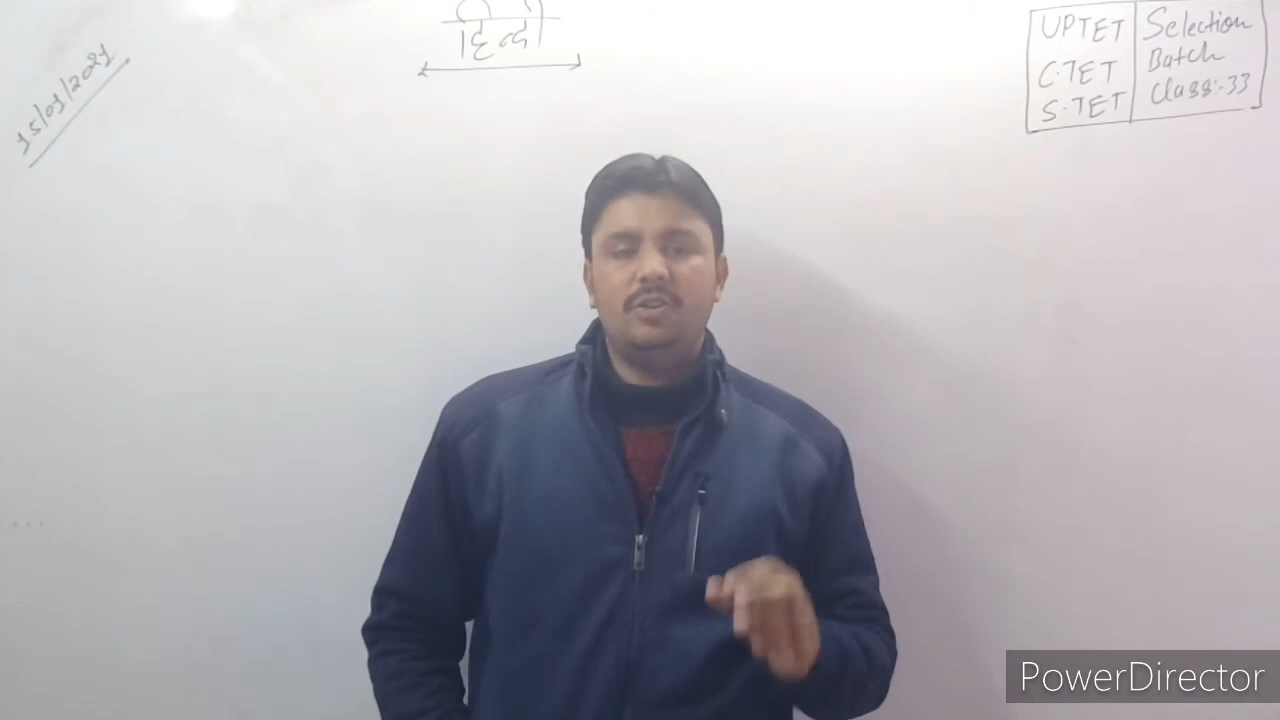 15/01/2021
हिन्दी
UPTET
C.TET
S.TET
Selection
Batch
Class:-33
PowerDirector